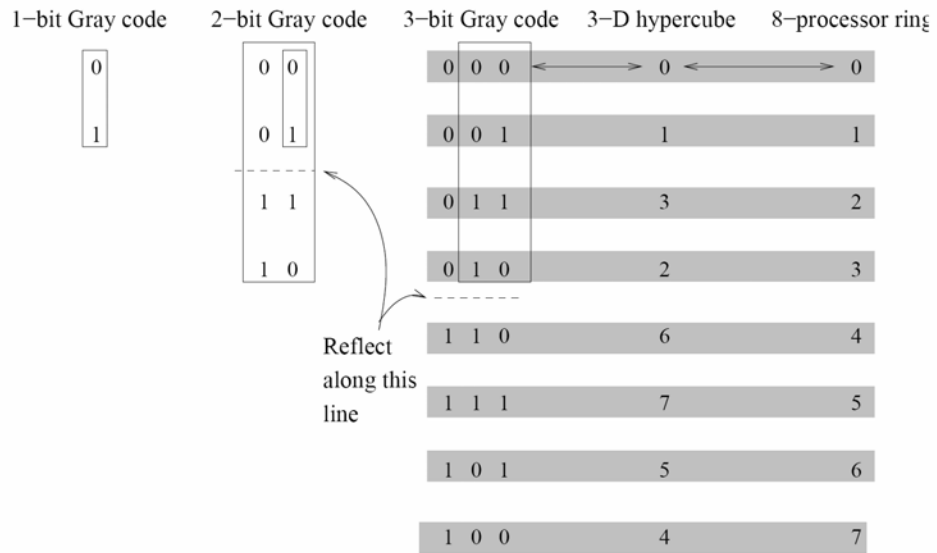 1−bit Gray code 2−bit Gray code 3−bit Gray code 3−D hypercube 8−processor ring
0 0 0 0 0 0 0 0
1 0 1 0 0 1 1 1
1 1 0 1 1 3 2
1 0 0 1 0 2 3
Reflect
along this
line
1 1 0 6 4
1 1 1 7 5
1 0 1 5 6
1 0 0 4 7